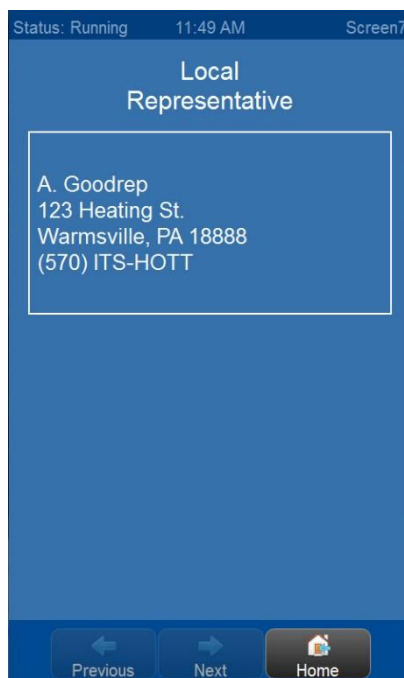 Status: Running 11:49 AM Screen7
Local
Representative
A. Goodrep
123 Heating St.
Warmsville, PA 18888
(570) ITS-HOTT
Previous Next Home